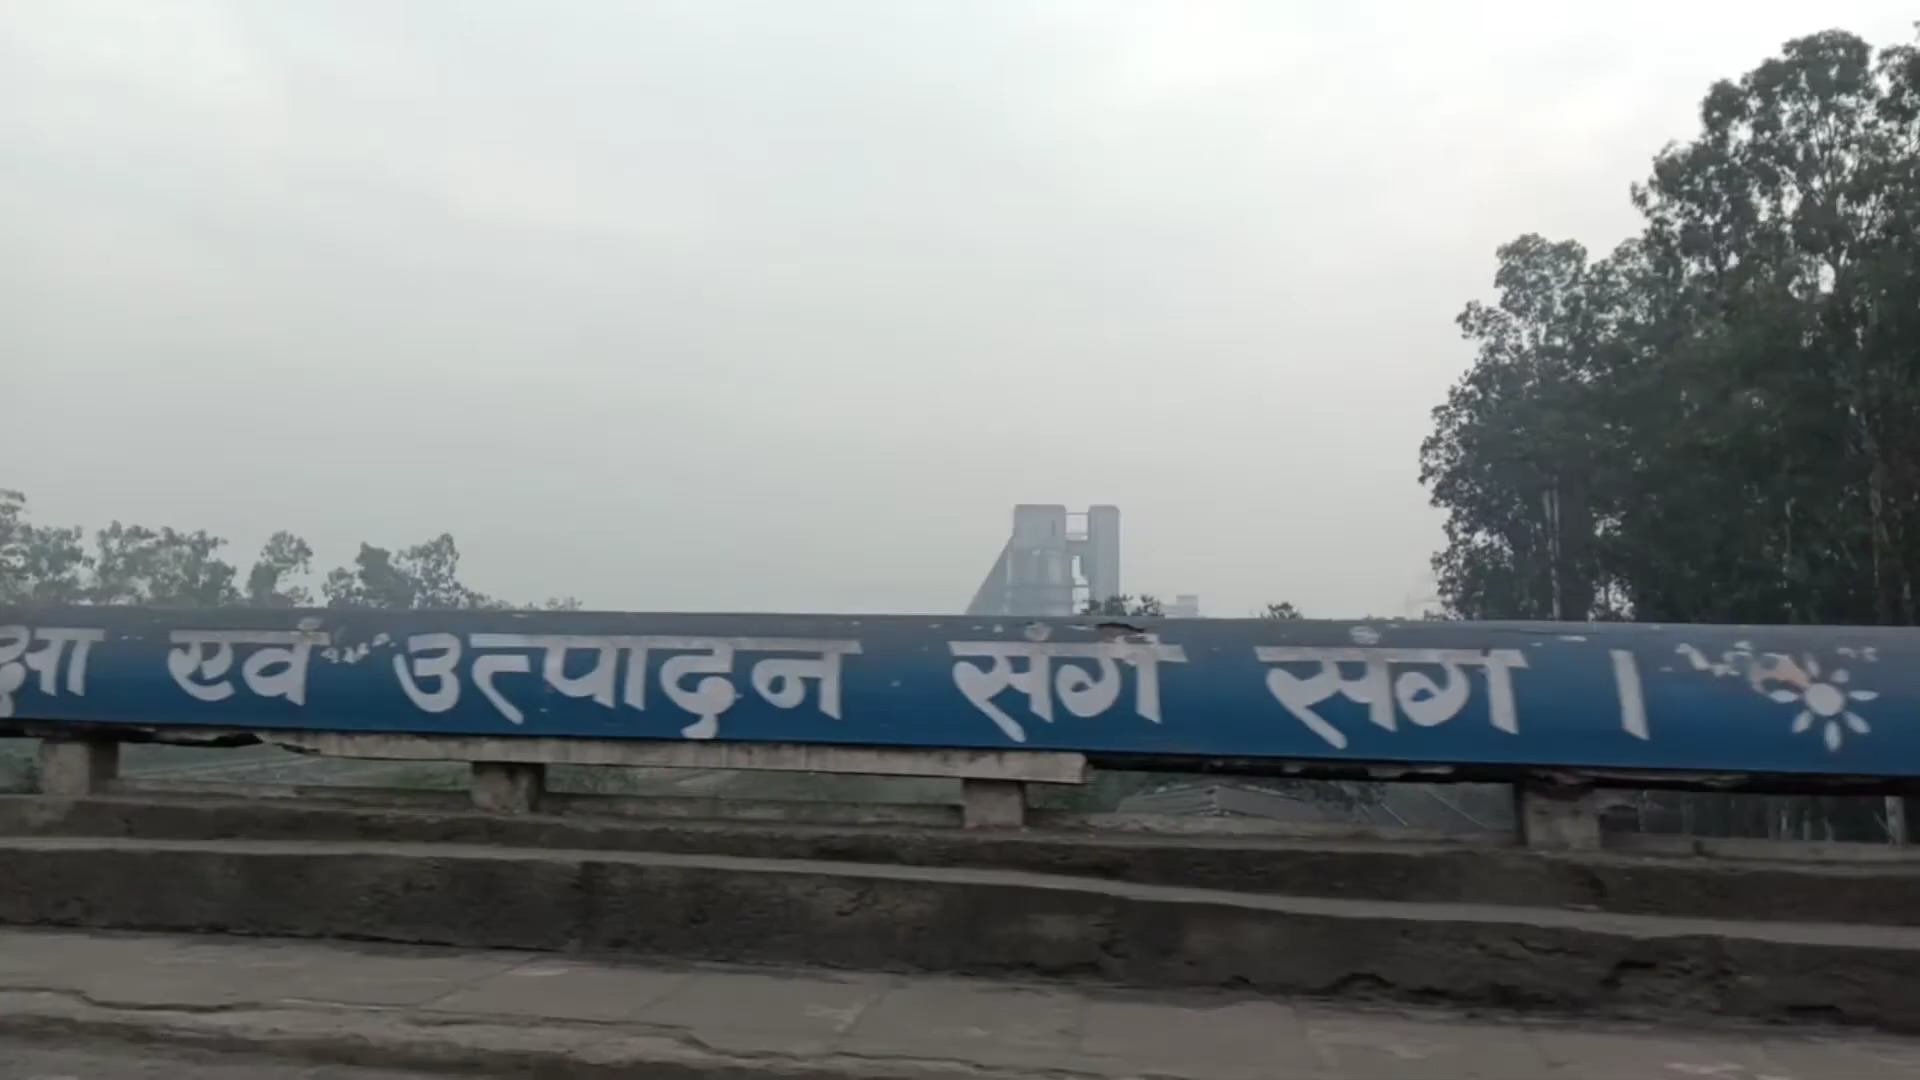 एवं उत्पादन संग संग ।